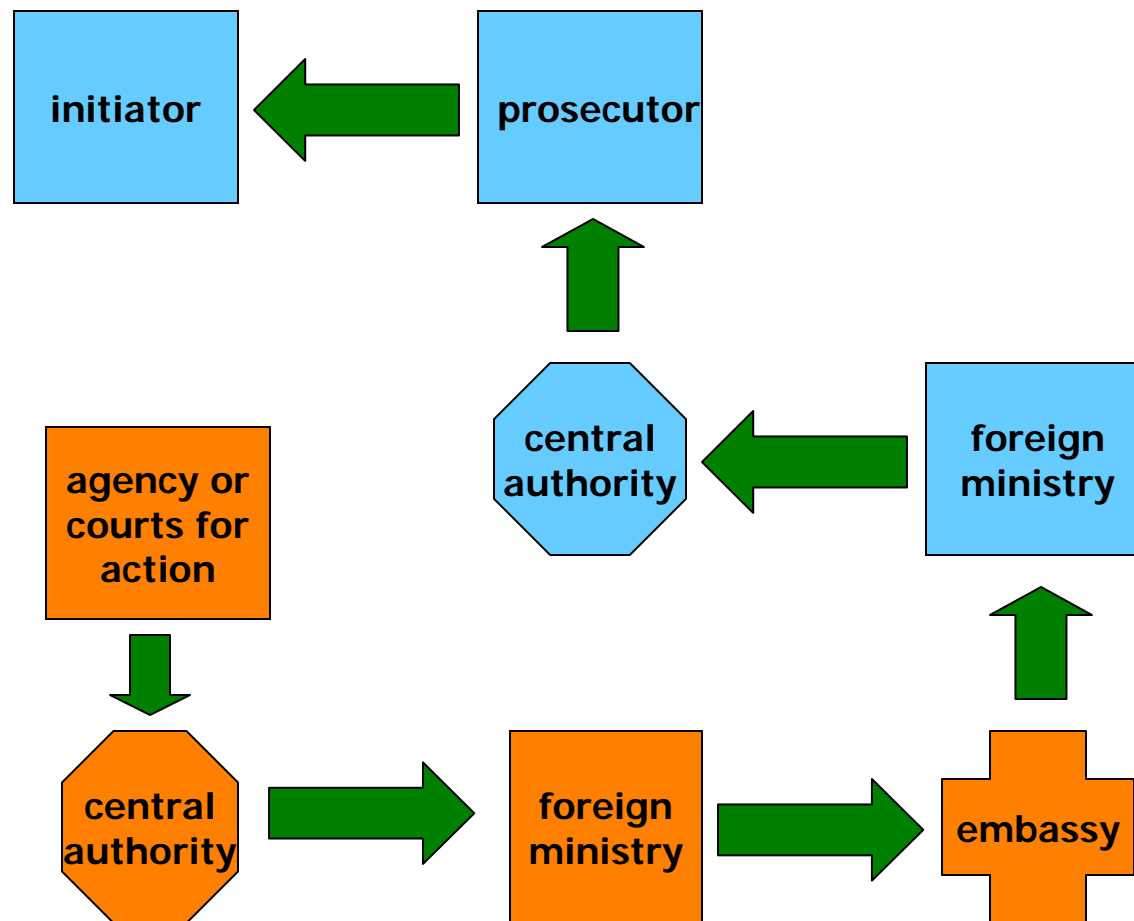 initiator
prosecutor
central
authority
foreign
ministry
agency or
courts for
action
central
authority
foreign
ministry
embassy